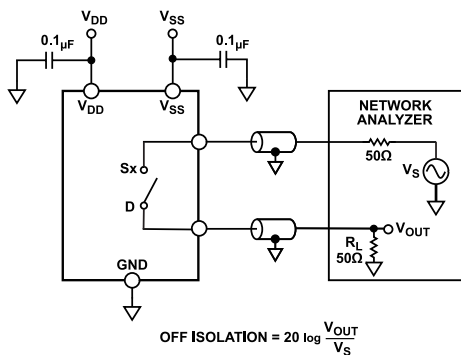 V_DD V_SS
0.1µF 0.1µF
V_DD V_SS
NETWORK
ANALYZER
50Ω
Sx
V_S
D
V_OUT
R_L
50Ω
GND
OFF ISOLATION = 20 log V_OUT / V_S